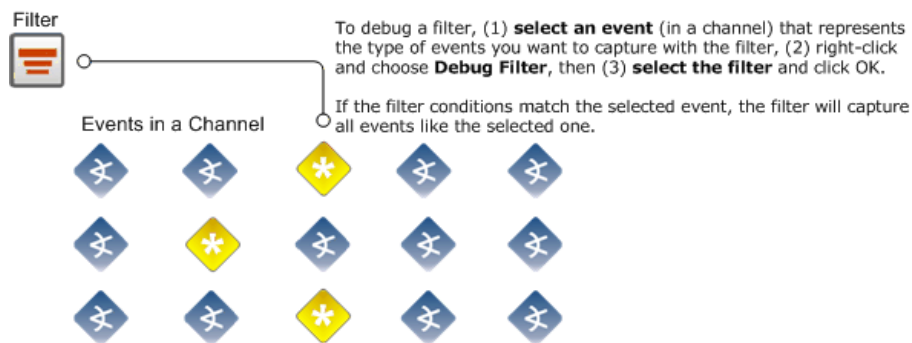 Filter
To debug a filter, (1) select an event (in a channel) that represents
the type of events you want to capture with the filter, (2) right-click
and choose Debug Filter, then (3) select the filter and click OK.
If the filter conditions match the selected event, the filter will capture
all events like the selected one.
Events in a Channel